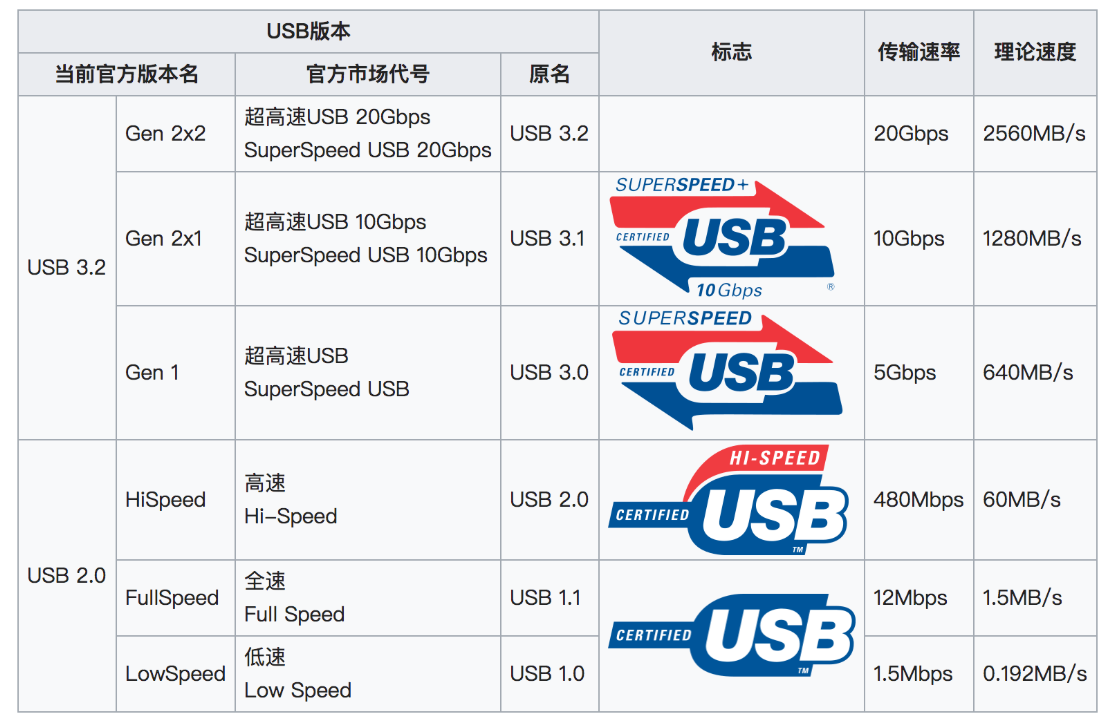 USB版本
标志
传输速率
理论速度
当前官方版本名
官方市场代号
原名
USB 3.2
Gen 2x2
超高速USB 20Gbps
SuperSpeed USB 20Gbps
USB 3.2
20Gbps
2560MB/s
Gen 2x1
超高速USB 10Gbps
SuperSpeed USB 10Gbps
USB 3.1
SUPERSPEED+
CERTIFIED
USB
10 Gbps
®
10Gbps
1280MB/s
Gen 1
超高速USB
SuperSpeed USB
USB 3.0
SUPERSPEED
CERTIFIED
USB
5Gbps
640MB/s
USB 2.0
HiSpeed
高速
Hi-Speed
USB 2.0
HI-SPEED
CERTIFIED
USB
TM
480Mbps
60MB/s
FullSpeed
全速
Full Speed
USB 1.1
CERTIFIED
USB
TM
12Mbps
1.5MB/s
LowSpeed
低速
Low Speed
USB 1.0
1.5Mbps
0.192MB/s